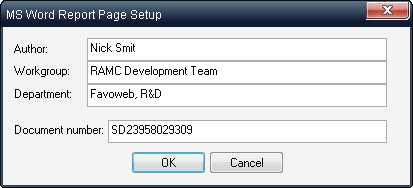 MS Word Report Page Setup
Author: Nick Smit
Workgroup: RAMC Development Team
Department: Favoweb, R&D
Document number: SD23958029309
OK Cancel